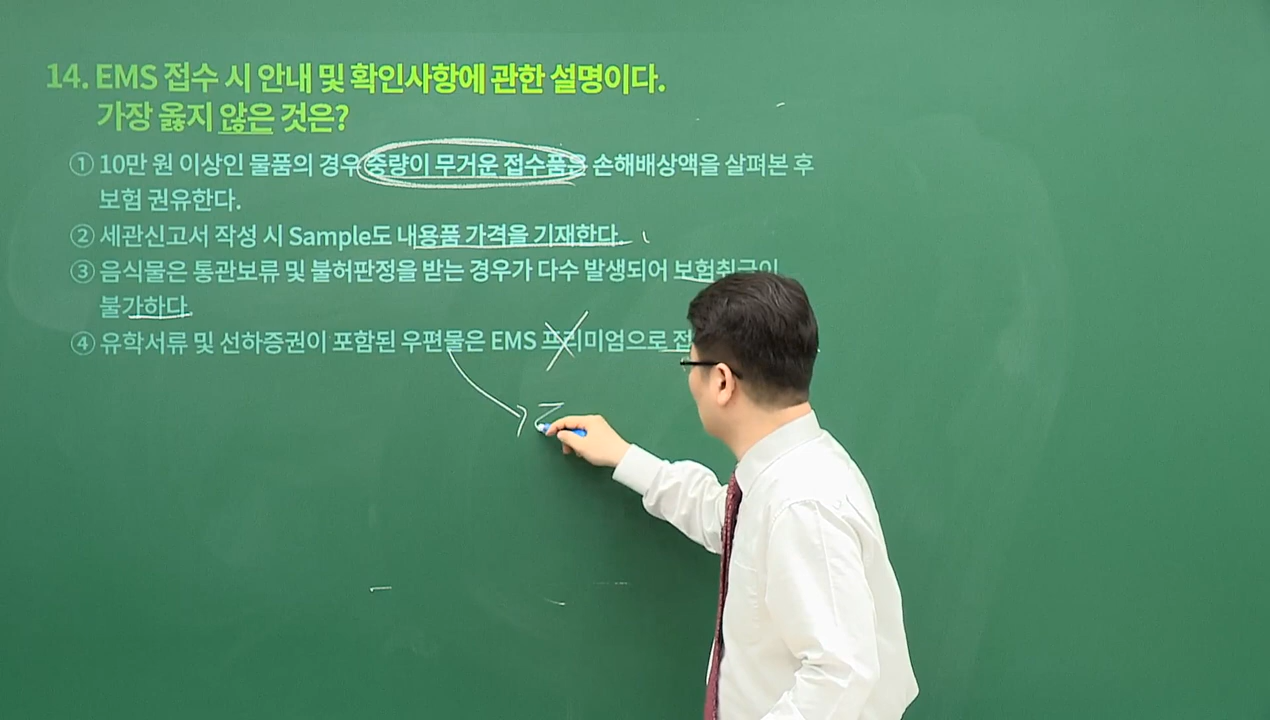 14. EMS 접수 시 안내 및 확인사항에 관한 설명이다.
가장 옳지 않은 것은?
① 10만 원 이상인 물품의 경우 중량이 무거운 접수품은 손해배상액을 살펴본 후
보험 권유한다.
② 세관신고서 작성 시 Sample도 내용품 가격을 기재한다.
③ 음식물은 통관보류 및 불허판정을 받는 경우가 다수 발생되어 보험취급이
불가하다.
④ 유학서류 및 선하증권이 포함된 우편물은 EMS 프리미엄으로